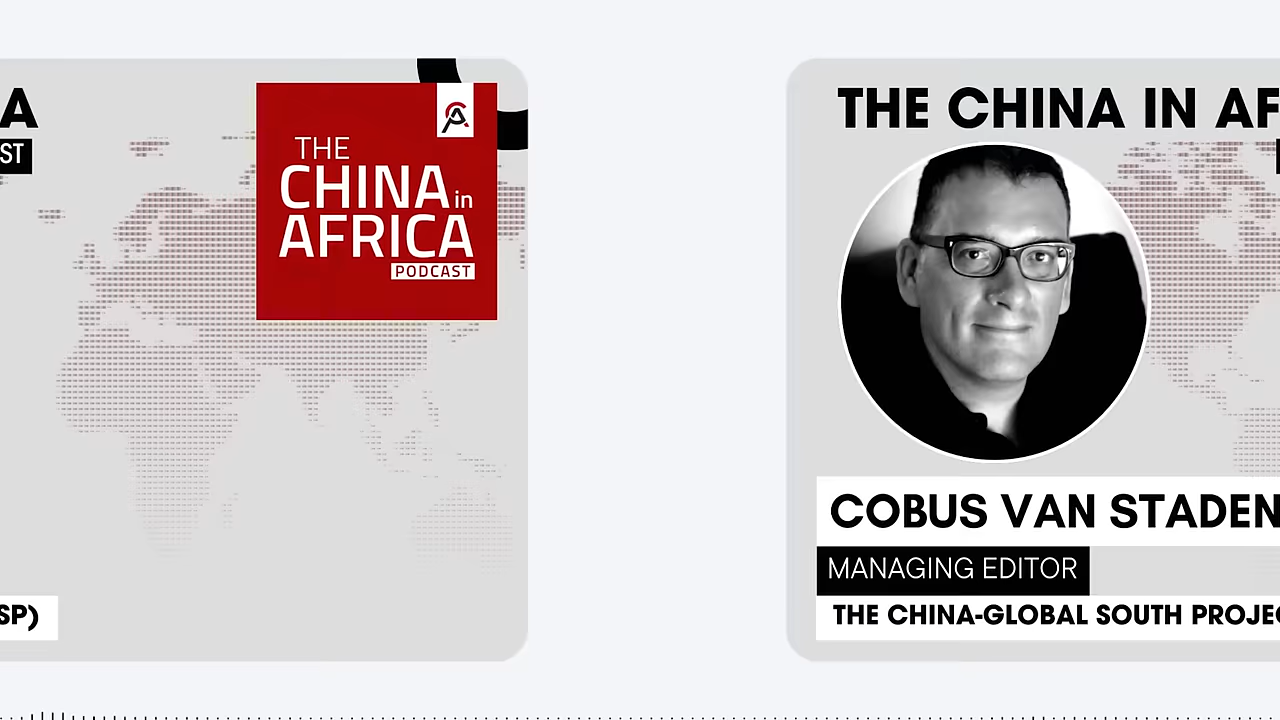 A
ST
THE
CHINA in
AFRICA
PODCAST
SP)
THE CHINA IN AF
COBUS VAN STADEN
MANAGING EDITOR
THE CHINA-GLOBAL SOUTH PROJEC